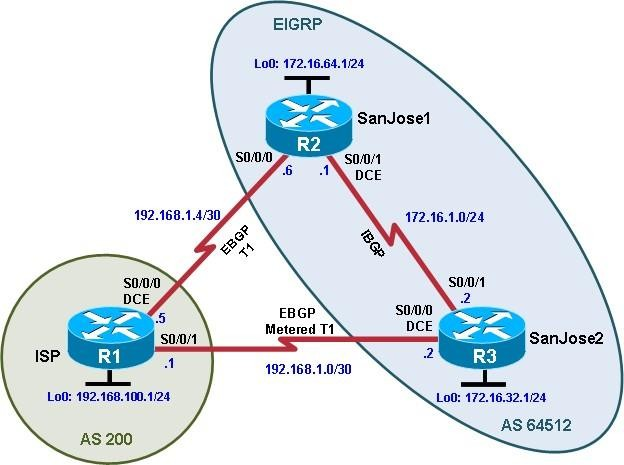 EIGRP
Lo0: 172.16.64.1/24
SanJose1
R2
S0/0/0
S0/0/1
DCE
.6
.1
192.168.1.4/30
172.16.1.0/24
EBGP
T1
IBGP
S0/0/0
DCE
S0/0/1
.2
.5
EBGP
Metered T1
S0/0/0
DCE
SanJose2
S0/0/1
ISP
R1
.1
.2
R3
192.168.1.0/30
Lo0: 192.168.100.1/24
Lo0: 172.16.32.1/24
AS 200
AS 64512